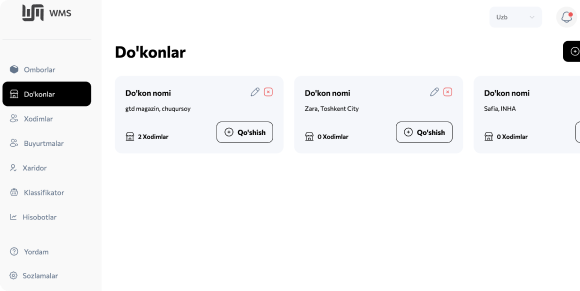 WMS
Uzb
Omborlar
Do'konlar
Xodimlar
Buyurtmalar
Xaridor
Klassifikator
Hisobotlar
Yordam
Sozlamalar
Do'konlar
Do'kon nomi
gtd magazin, chuqursoy
2 Xodimlar
Qo'shish
Do'kon nomi
Zara, Toshkent City
0 Xodimlar
Qo'shish
Do'kon nomi
Safia, INHA
0 Xodimlar